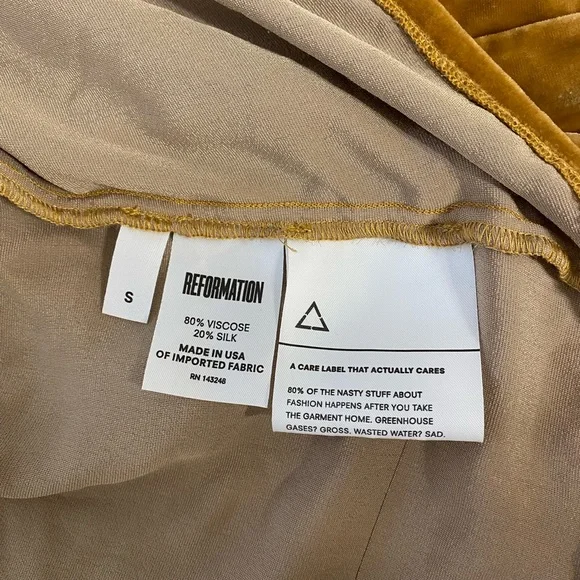 S
REFORMATION
80% VISCOSE
20% SILK
MADE IN USA
OF IMPORTED FABRIC
RN 143248
A CARE LABEL THAT ACTUALLY CARES
80% OF THE NASTY STUFF ABOUT
FASHION HAPPENS AFTER YOU TAKE
THE GARMENT HOME. GREENHOUSE
GASES? GROSS. WASTED WATER? SAD.